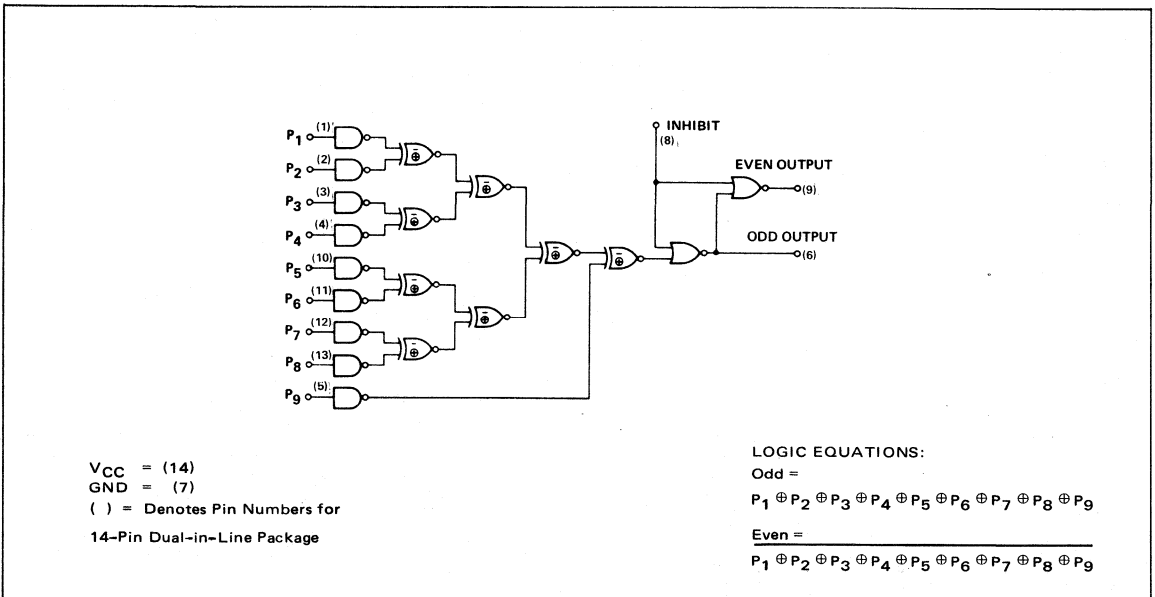 INHIBIT
(8)
EVEN OUTPUT
(9)
ODD OUTPUT
(6)
P1 (1)
P2 (2)
P3 (3)
P4 (4)
P5 (10)
P6 (11)
P7 (12)
P8 (13)
P9 (5)
VCC = (14)
GND = (7)
( ) = Denotes Pin Numbers for
14-Pin Dual-in-Line Package
LOGIC EQUATIONS:
Odd =
P1 ⊕ P2 ⊕ P3 ⊕ P4 ⊕ P5 ⊕ P6 ⊕ P7 ⊕ P8 ⊕ P9
Even =
P1 ⊕ P2 ⊕ P3 ⊕ P4 ⊕ P5 ⊕ P6 ⊕ P7 ⊕ P8 ⊕ P9